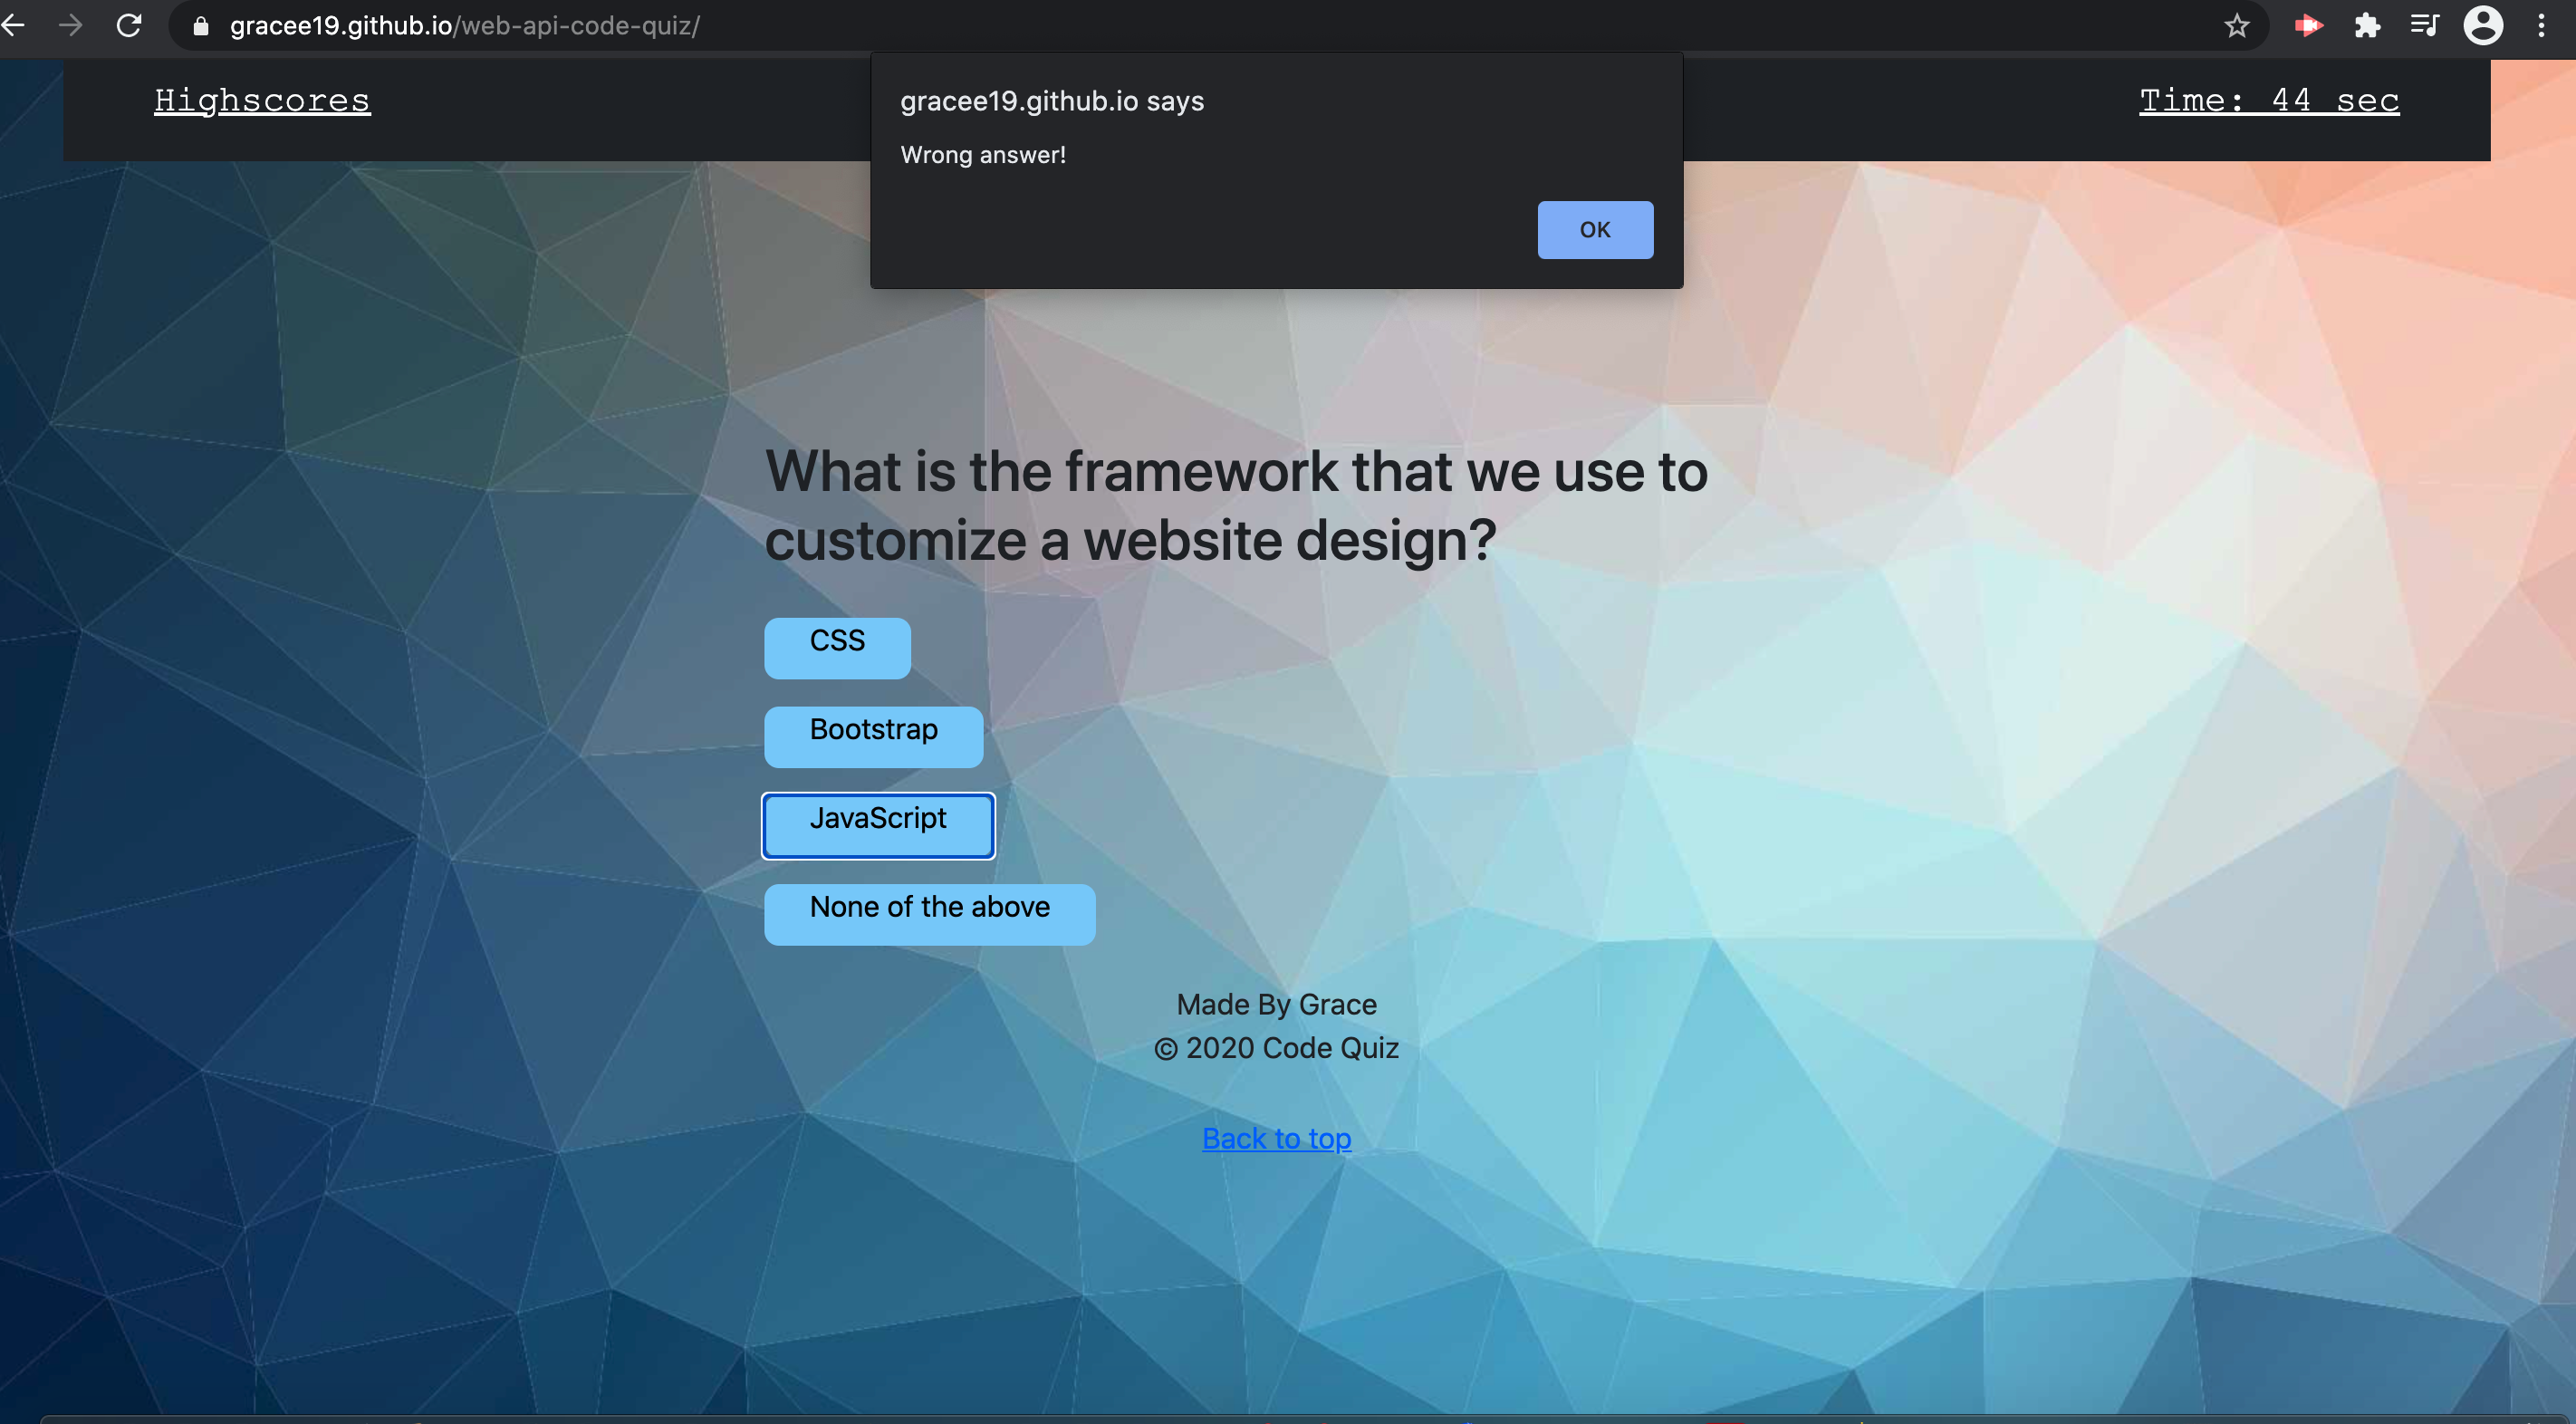 gracee19.github.io/web-api-code-quiz/
Highscores
gracee19.github.io says
Wrong answer!
OK
Time: 44 sec
What is the framework that we use to
customize a website design?
CSS
Bootstrap
JavaScript
None of the above
Made By Grace
© 2020 Code Quiz
Back to top